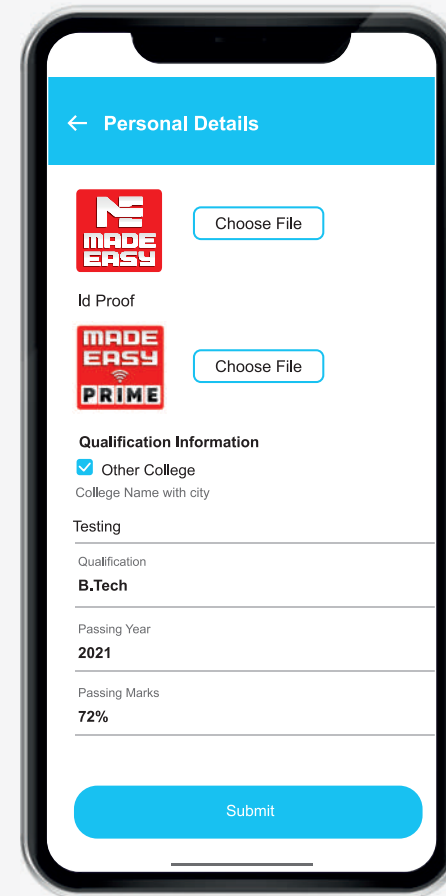 Personal Details
ME
MADE
EASY
Choose File
Id Proof
MADE
EASY
PRIME
Choose File
Qualification Information
Other College
College Name with city
Testing
Qualification
B.Tech
Passing Year
2021
Passing Marks
72%
Submit